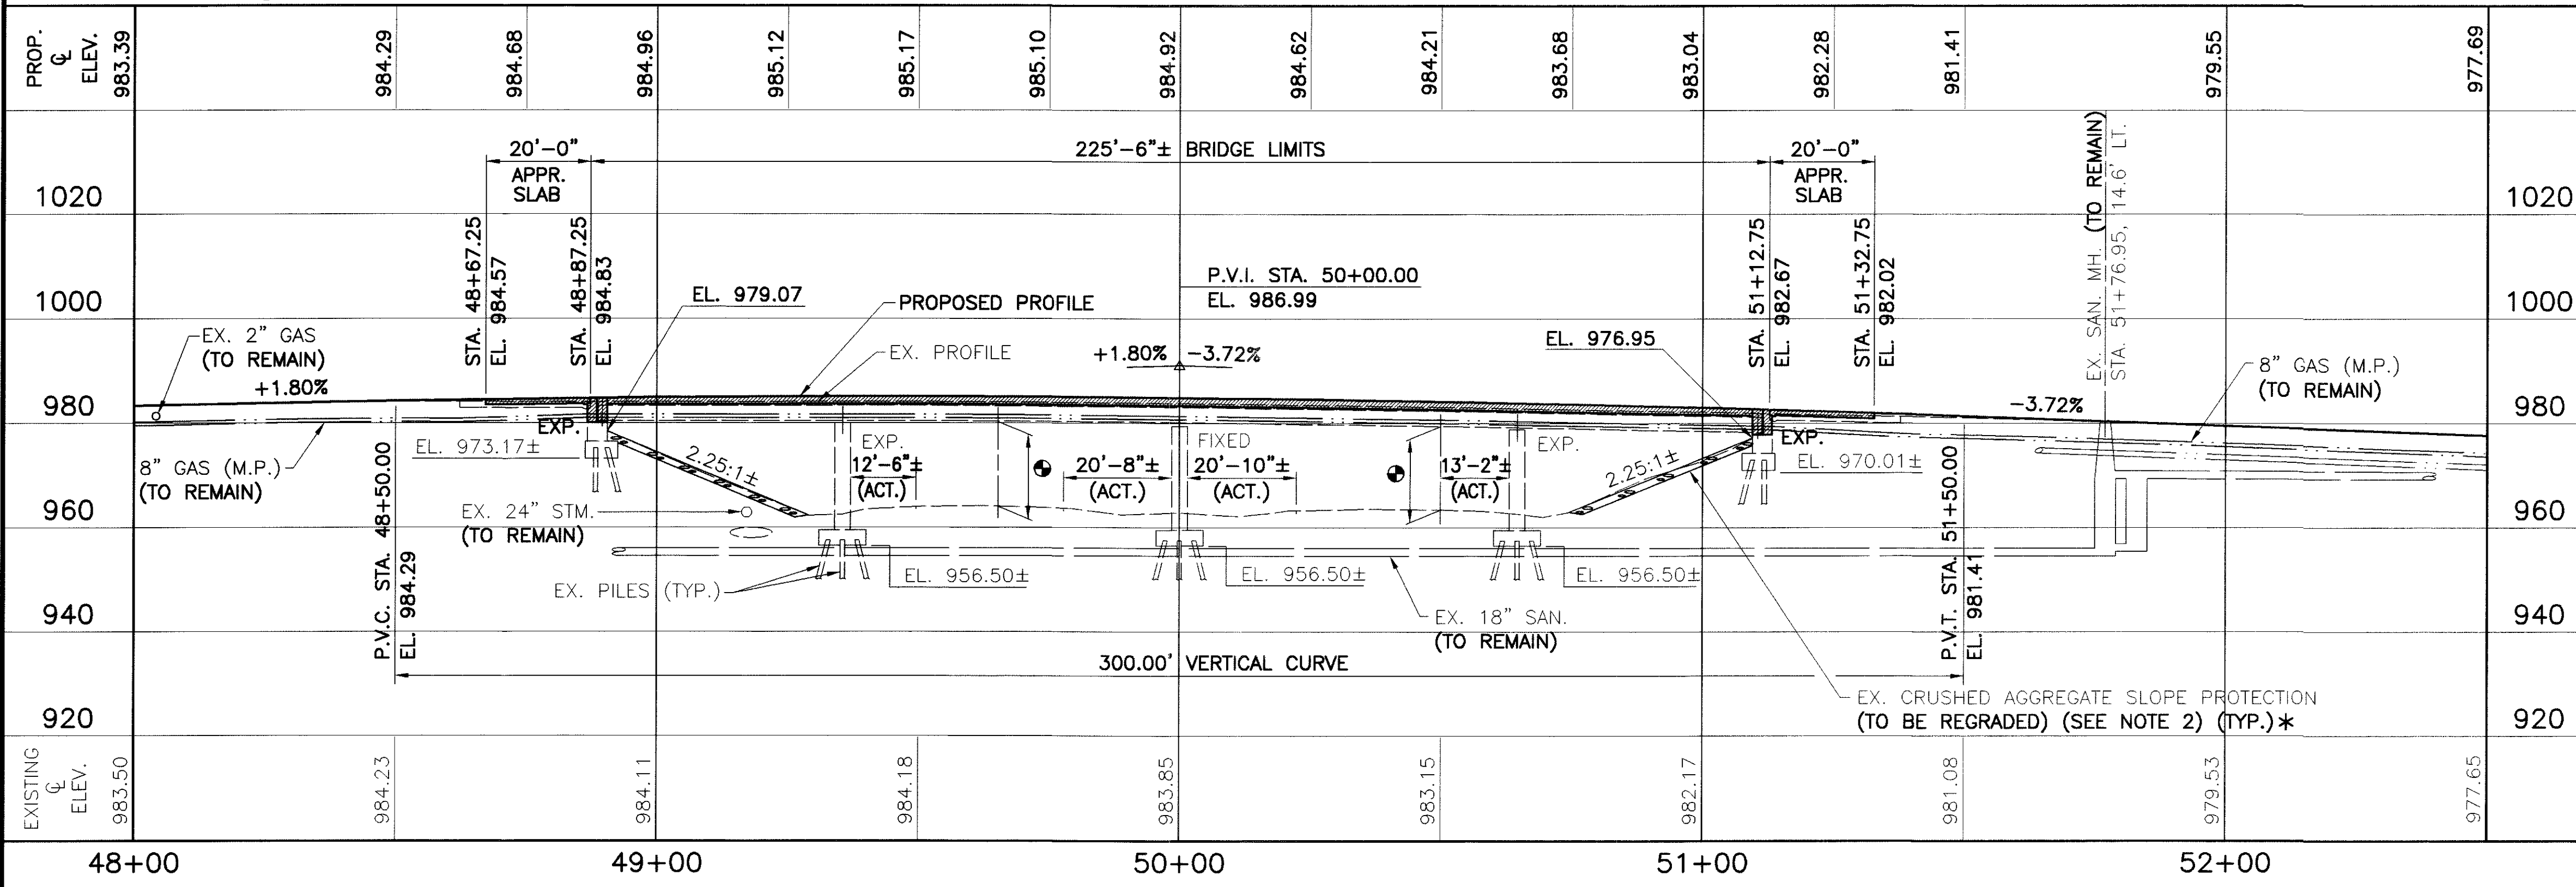 PROP.
℄
ELEV.
983.39
984.29
984.68
984.96
985.12
985.17
985.10
984.92
984.62
984.21
983.68
983.04
982.28
981.41
979.55
977.69
20'-0"
APPR.
SLAB
225'-6"± BRIDGE LIMITS
20'-0"
APPR.
SLAB
EX. SAN. MH. (TO REMAIN)
STA. 51+76.95, 14.6' LT.
1020
1020
STA. 48+67.25
EL. 984.57
STA. 48+87.25
EL. 984.83
STA. 51+12.75
EL. 982.67
STA. 51+32.75
EL. 982.02
EL. 979.07
PROPOSED PROFILE
P.V.I. STA. 50+00.00
EL. 986.99
1000
1000
EX. 2" GAS
(TO REMAIN)
+1.80%
EX. PROFILE
+1.80%
-3.72%
EL. 976.95
8" GAS (M.P.)
(TO REMAIN)
-3.72%
980
980
EXP.
EXP.
FIXED
EXP.
EXP.
EL. 973.17±
2.25:1±
12'-6"±
(ACT.)
20'-8"±
(ACT.)
20'-10"±
(ACT.)
13'-2"±
(ACT.)
2.25:1±
EL. 970.01±
8" GAS (M.P.)
(TO REMAIN)
EX. 24" STM.
(TO REMAIN)
960
960
P.V.C. STA. 48+50.00
EL. 984.29
EX. PILES (TYP.)
EL. 956.50±
EL. 956.50±
EL. 956.50±
P.V.T. STA. 51+50.00
EL. 981.41
EX. 18" SAN.
(TO REMAIN)
940
940
300.00' VERTICAL CURVE
EX. CRUSHED AGGREGATE SLOPE PROTECTION
(TO BE REGRADED) (SEE NOTE 2) (TYP.)*
920
920
EXISTING
℄
ELEV.
983.50
984.23
984.11
984.18
983.85
983.15
982.17
981.08
979.53
977.65
48+00
49+00
50+00
51+00
52+00